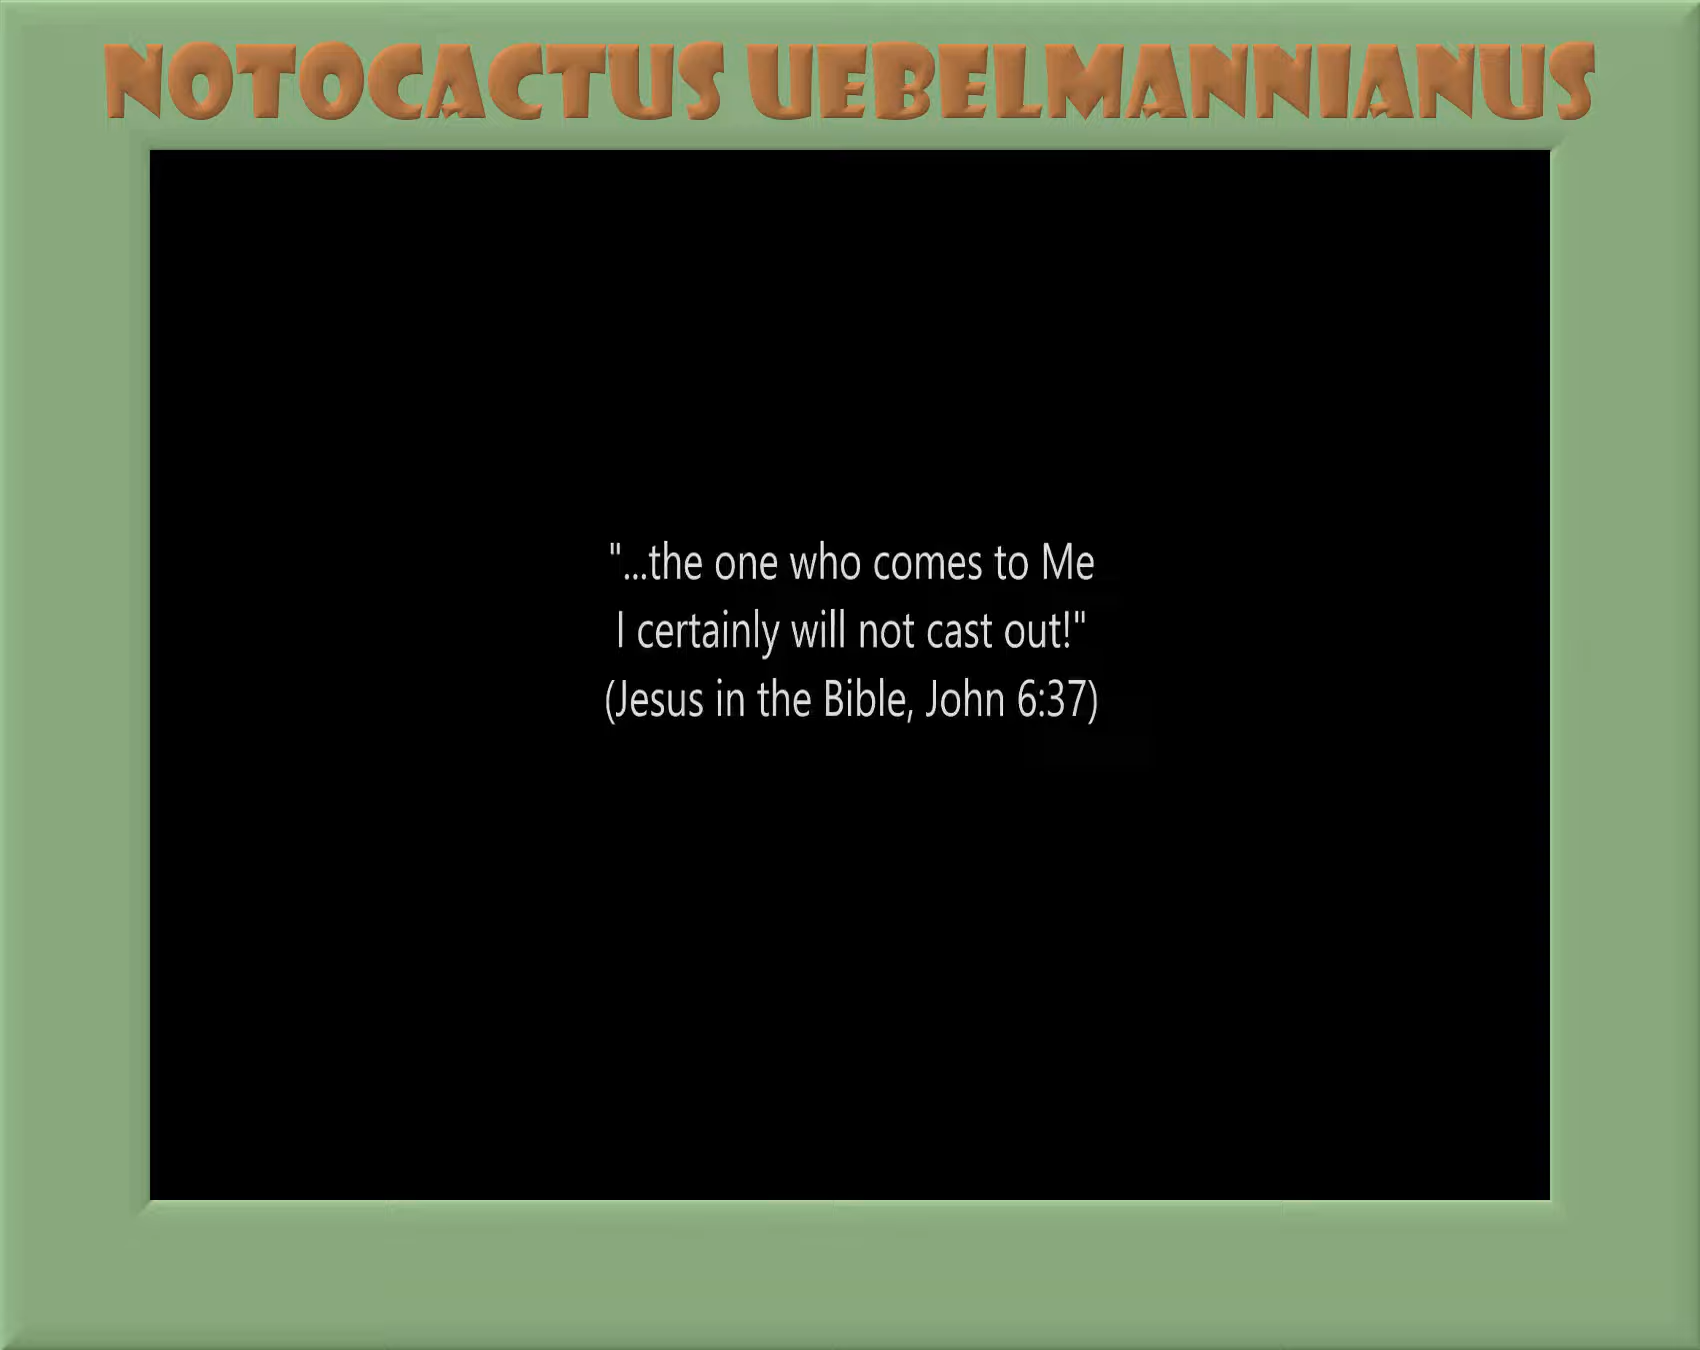 NOTOCACTUS UEBELMANNIANUS
"...the one who comes to Me
I certainly will not cast out!"
(Jesus in the Bible, John 6:37)